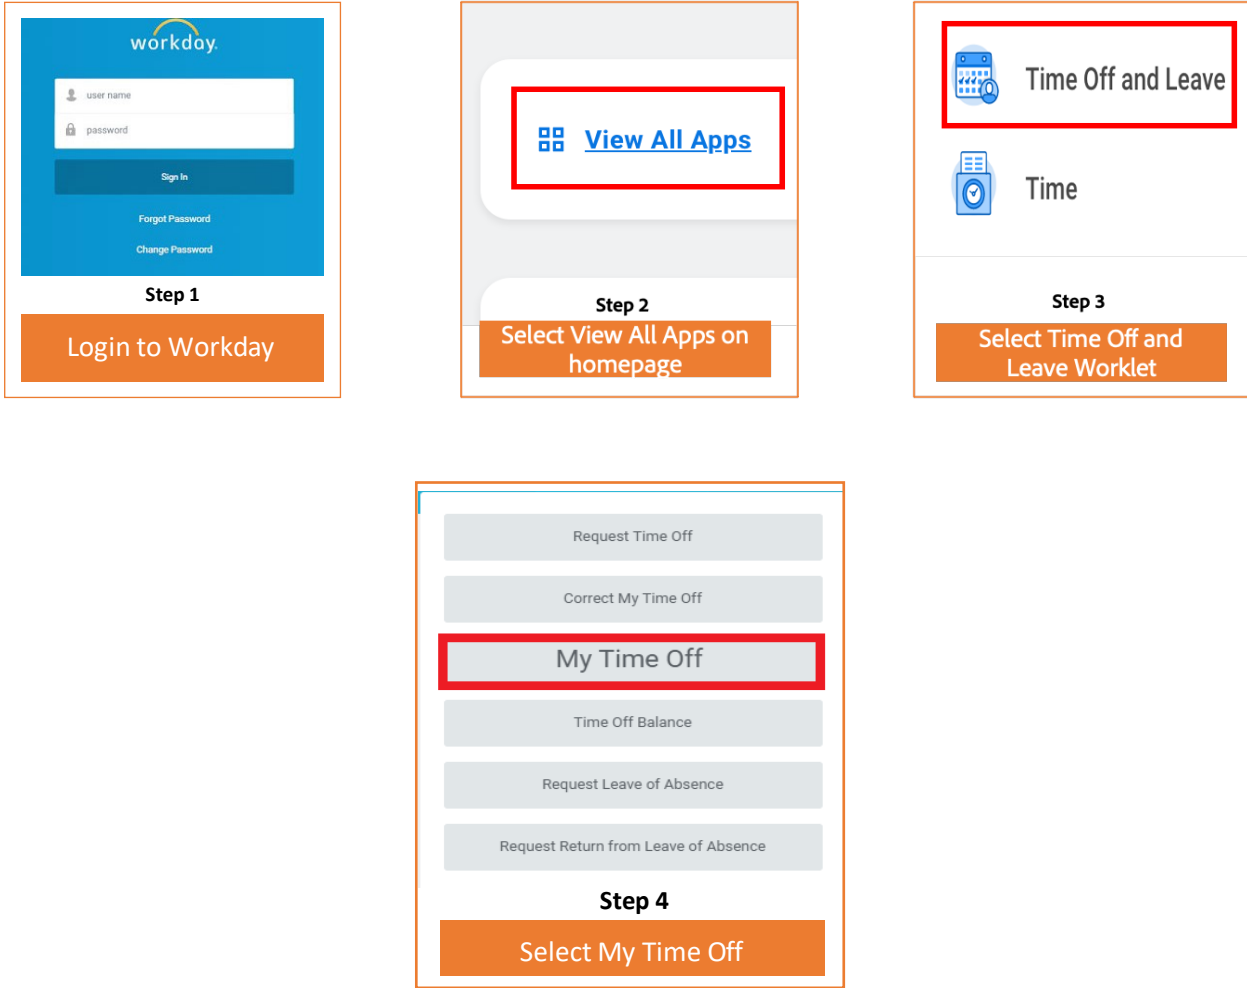 workday.
user name
password
Sign In
Forgot Password
Change Password
Step 1
Login to Workday
View All Apps
Step 2
Select View All Apps on
homepage
Time Off and Leave
Time
Step 3
Select Time Off and
Leave Worklet
Request Time Off
Correct My Time Off
My Time Off
Time Off Balance
Request Leave of Absence
Request Return from Leave of Absence
Step 4
Select My Time Off